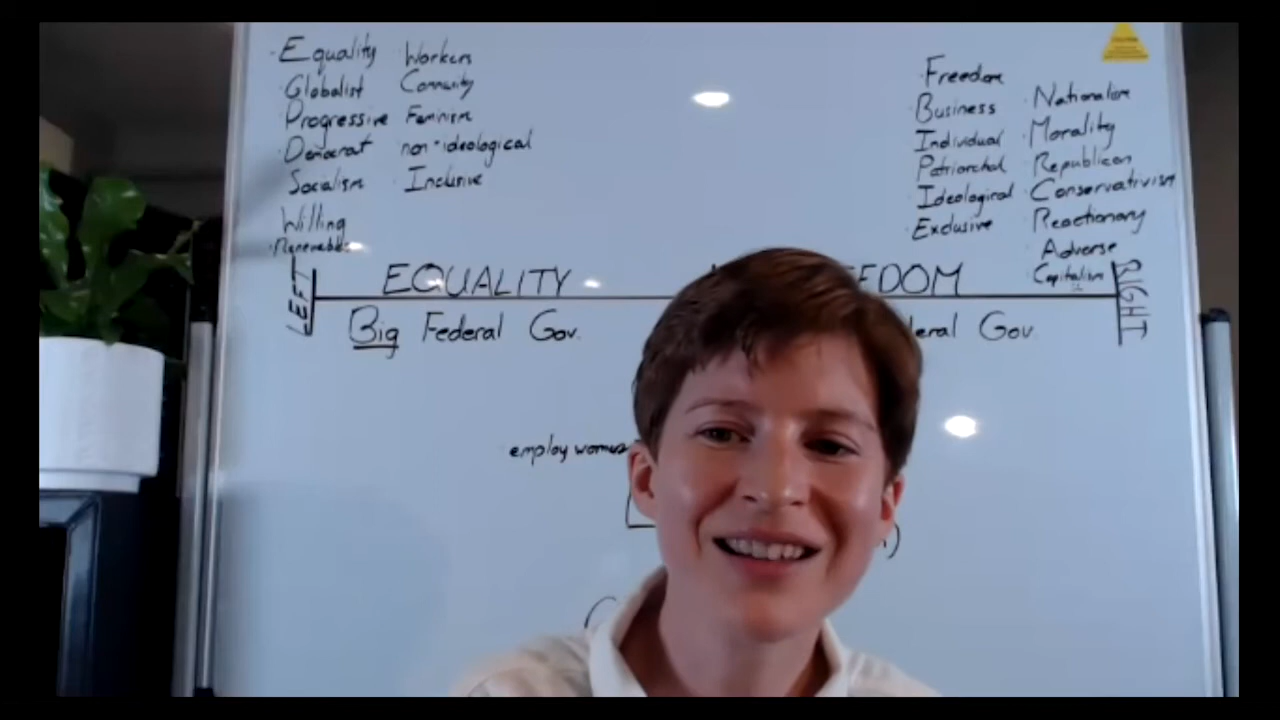 Equality Workers
Globalist Community
Progressive Feminism
Democrat non-ideological
Socialism Inclusive
Willing
Renewable
Freedom
Business Nationalism
Individual Morality
Patriarchal Republican
Ideological Conservativism
Exclusive Reactionary
Adverse
Capitalism
LEFT EQUALITY EDOM RIGHT
Big Federal Gov. eral Gov.
employ women